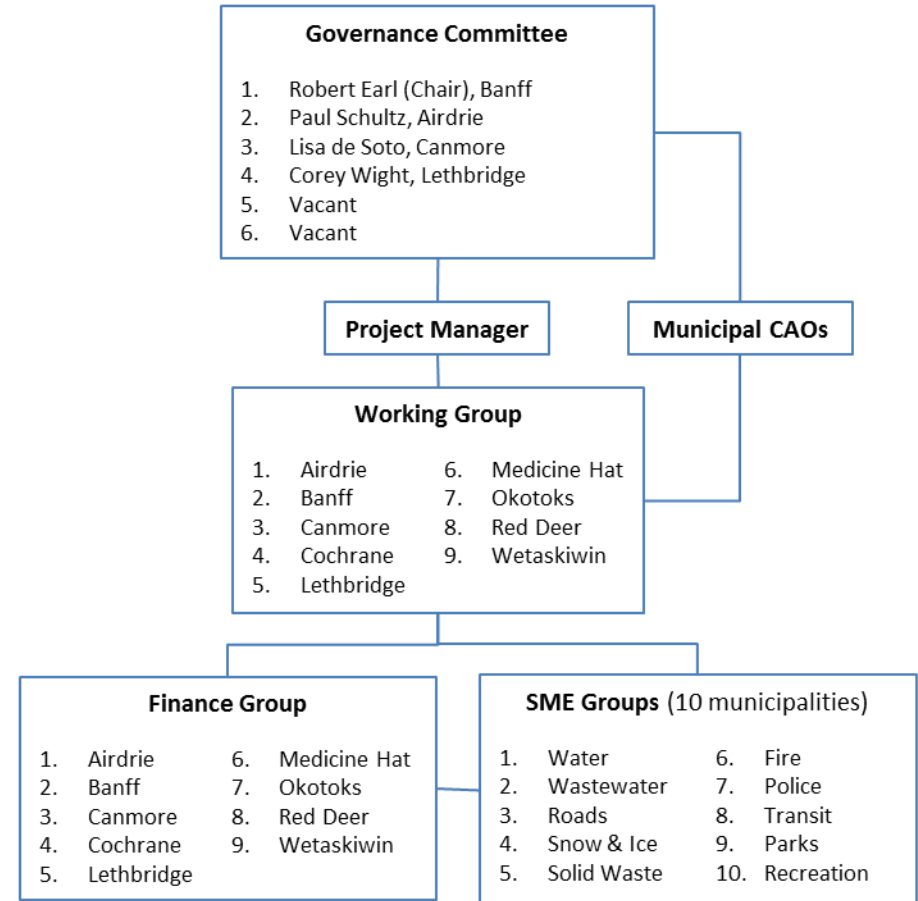 Governance Committee
1. Robert Earl (Chair), Banff
2. Paul Schultz, Airdrie
3. Lisa de Soto, Canmore
4. Corey Wight, Lethbridge
5. Vacant
6. Vacant
Project Manager
Municipal CAOs
Working Group
1. Airdrie
2. Banff
3. Canmore
4. Cochrane
5. Lethbridge
6. Medicine Hat
7. Okotoks
8. Red Deer
9. Wetaskiwin
Finance Group
1. Airdrie
2. Banff
3. Canmore
4. Cochrane
5. Lethbridge
6. Medicine Hat
7. Okotoks
8. Red Deer
9. Wetaskiwin
SME Groups (10 municipalities)
1. Water
2. Wastewater
3. Roads
4. Snow & Ice
5. Solid Waste
6. Fire
7. Police
8. Transit
9. Parks
10. Recreation